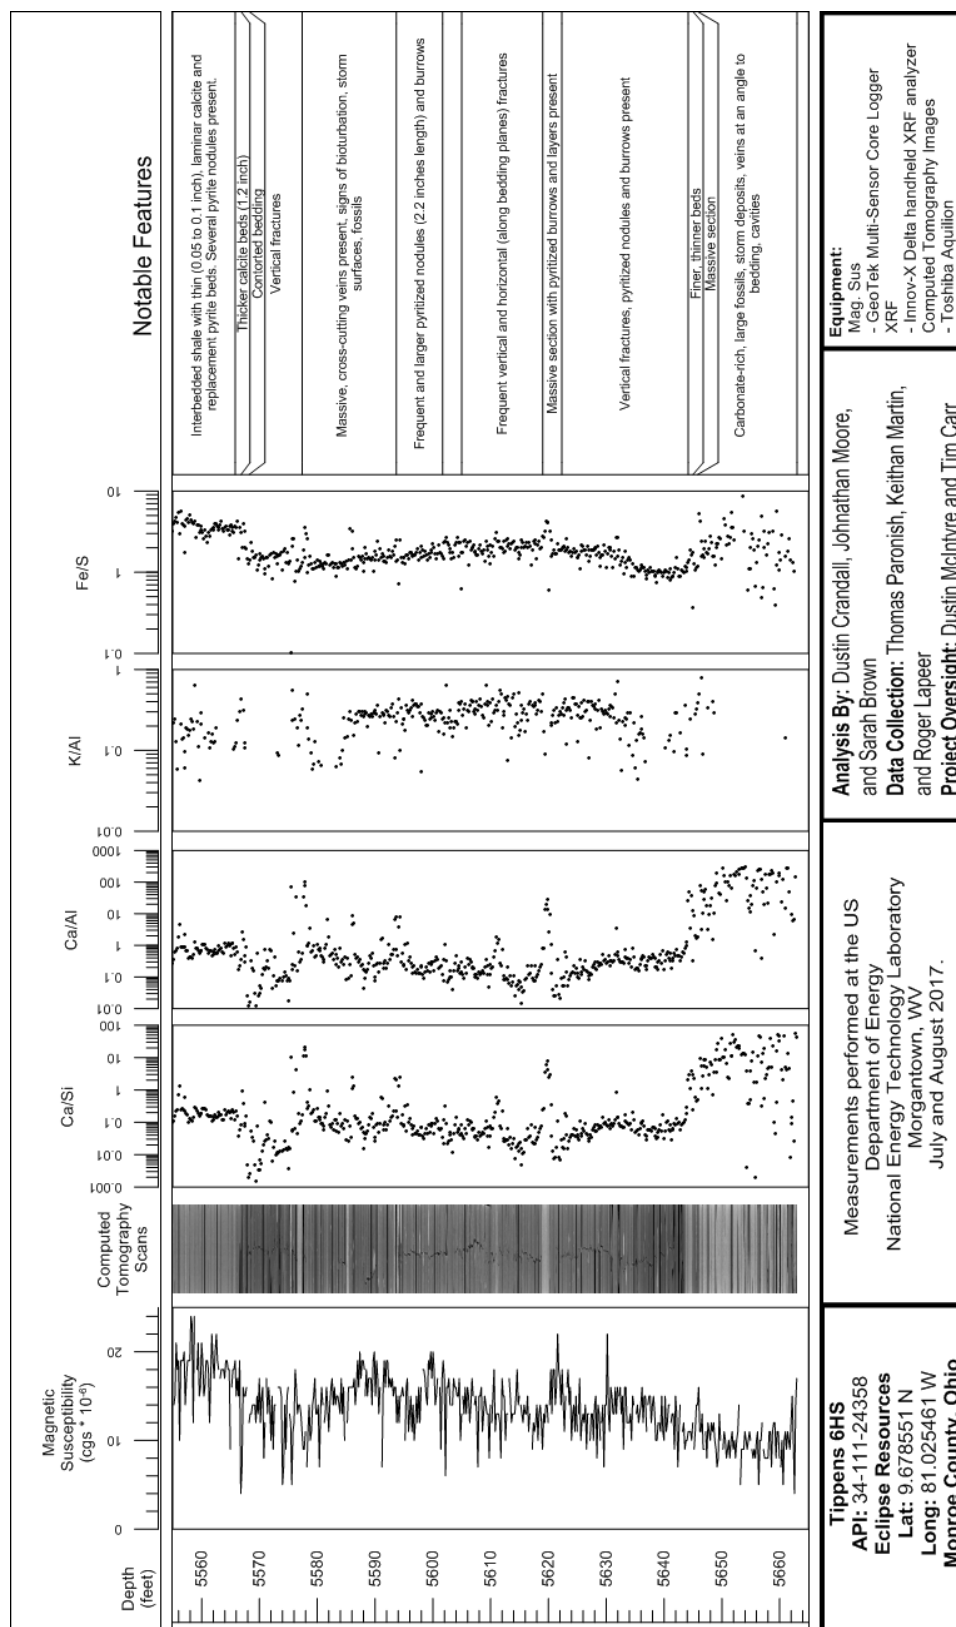 Notable Features
Interbedded shale with thin (0.05 to 0.1 inch), laminar calcite and
replacement pyrite beds. Several pyrite nodules present.
Thicker calcite beds (1.2 inch)
Contorted bedding
Vertical fractures
Massive, cross-cutting veins present, signs of bioturbation, storm
surfaces, fossils
Frequent and larger pyritized nodules (2.2 inches length) and burrows
Frequent vertical and horizontal (along bedding planes) fractures
Massive section with pyritized burrows and layers present
Vertical fractures, pyritized nodules and burrows present
Finer, thinner beds
Massive section
Carbonate-rich, large fossils, storm deposits, veins at an angle to
bedding, cavities
Fe/S
10
1
0.1
K/Al
1
0.1
0.01
Ca/Al
1000
100
10
1
0.1
0.01
Ca/Si
100
10
1
0.1
0.01
0.001
Computed
Tomography
Scans
Magnetic
Susceptibility
(cgs * 10⁻⁶)
20
10
0
Depth
(feet)
5560
5570
5580
5590
5600
5610
5620
5630
5640
5650
5660
Equipment:
Mag. Sus
- GeoTek Multi-Sensor Core Logger
XRF
- Innov-X Delta handheld XRF analyzer
Computed Tomography Images
- Toshiba Aquilion
Analysis By: Dustin Crandall, Johnathan Moore,
and Sarah Brown
Data Collection: Thomas Paronish, Keithan Martin,
and Roger Lapeer
Project Oversight: Dustin McIntyre and Tim Carr
Measurements performed at the US
Department of Energy
National Energy Technology Laboratory
Morgantown, WV
July and August 2017.
Tippens 6HS
API: 34-111-24358
Eclipse Resources
Lat: 9.678551 N
Long: 81.025461 W
Monroe County, Ohio